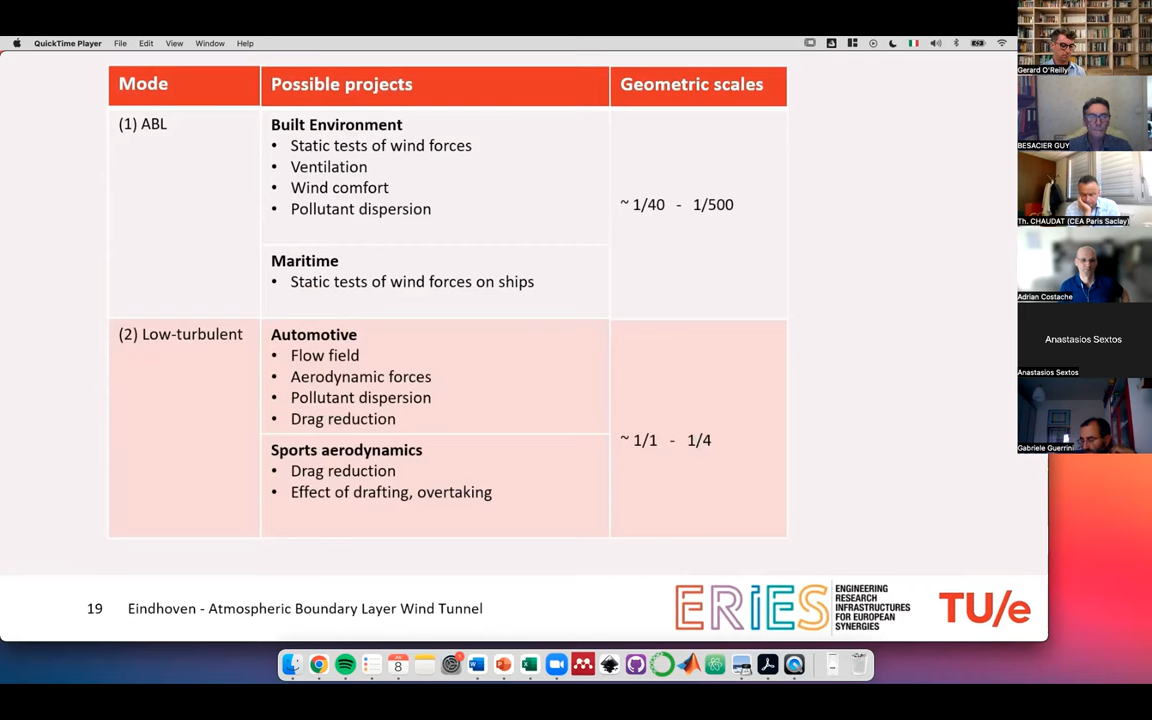 QuickTime Player File Edit View Window Help
Mode Possible projects Geometric scales
(1) ABL
Built Environment
• Static tests of wind forces
• Ventilation
• Wind comfort
• Pollutant dispersion
~ 1/40 - 1/500
Maritime
• Static tests of wind forces on ships
(2) Low-turbulent
Automotive
• Flow field
• Aerodynamic forces
• Pollutant dispersion
• Drag reduction
~ 1/1 - 1/4
Sports aerodynamics
• Drag reduction
• Effect of drafting, overtaking
19 Eindhoven - Atmospheric Boundary Layer Wind Tunnel
ERIES
ENGINEERING
RESEARCH
INFRASTRUCTURES
FOR EUROPEAN
SYNERGIES
TU/e
Gerard O'Reilly
BESACIER GUY
Th. CHAUDAT (CEA Paris Saclay)
Adrian Costache
Anastasios Sextos
Anastasios Sextos
Gabriele Guerrini